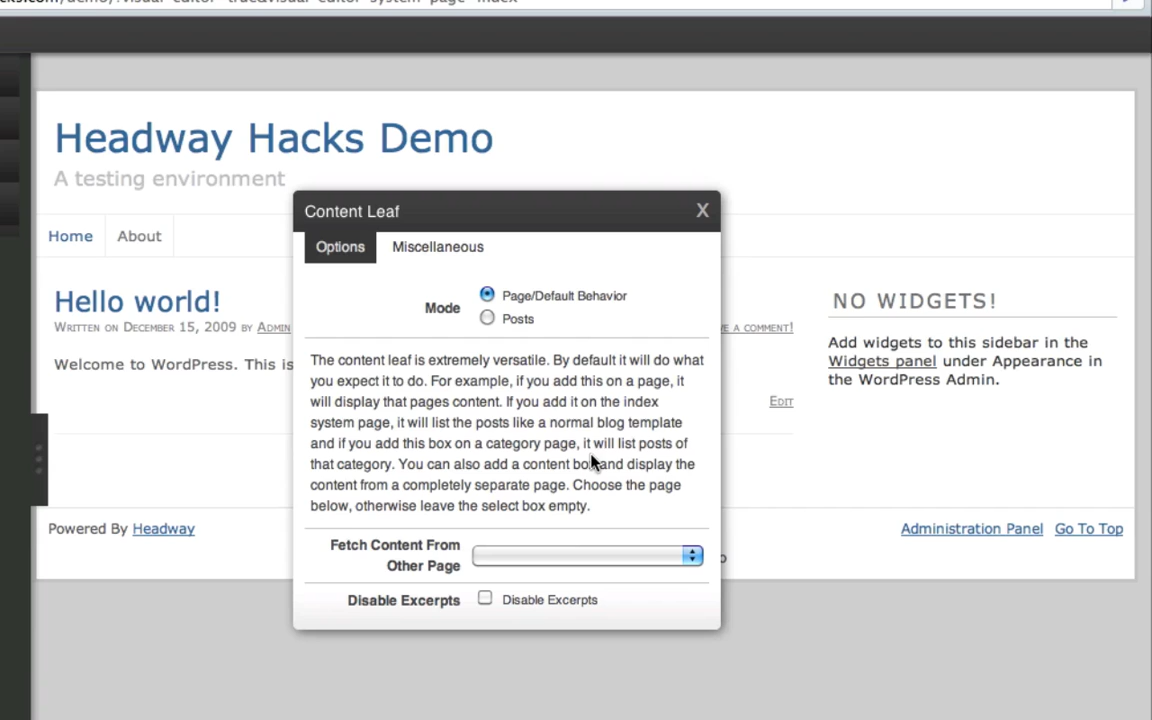 Headway Hacks Demo
A testing environment
Home
About
Hello world!
Written on December 15, 2009 by Admin
Welcome to WordPress. This is
e a comment!
Edit
Content Leaf
X
Options
Miscellaneous
Mode
Page/Default Behavior
Posts
The content leaf is extremely versatile. By default it will do what
you expect it to do. For example, if you add this on a page, it
will display that pages content. If you add it on the index
system page, it will list the posts like a normal blog template
and if you add this box on a category page, it will list posts of
that category. You can also add a content box and display the
content from a completely separate page. Choose the page
below, otherwise leave the select box empty.
Fetch Content From
Other Page
Disable Excerpts
Disable Excerpts
NO WIDGETS!
Add widgets to this sidebar in the
Widgets panel under Appearance in
the WordPress Admin.
Powered By Headway
Administration Panel
Go To Top